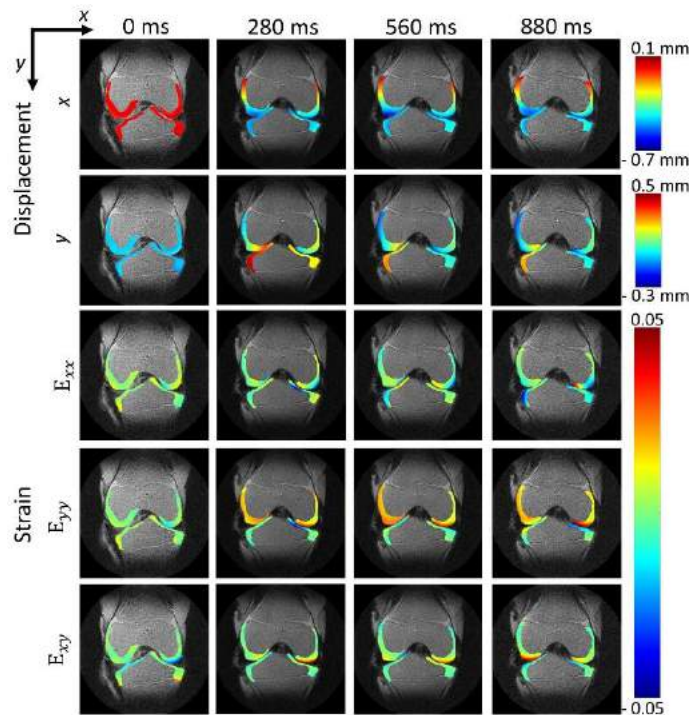 x
Y
0 ms
280 ms
560 ms
880 ms
Displacement
x
0.1 mm
- 0.7 mm
y
0.5 mm
- 0.3 mm
Strain
Exx
0.05
Eyy
Exy
- 0.05